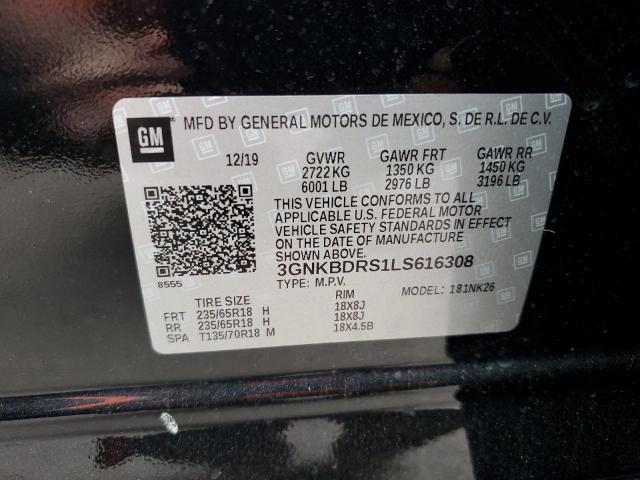 GM MFD BY GENERAL MOTORS DE MEXICO, S. DE R.L. DE C.V.
12/19 GVWR GAWR FRT GAWR RR
2722 KG 1350 KG 1450 KG
6001 LB 2976 LB 3196 LB
THIS VEHICLE CONFORMS TO ALL
APPLICABLE U.S. FEDERAL MOTOR
VEHICLE SAFETY STANDARDS IN
EFFECT ON THE DATE OF
MANUFACTURE SHOWN ABOVE.
3GNKBDRS1LS616308
8555 TYPE: M.P.V. MODEL: 181NK26
TIRE SIZE RIM
FRT 235/65R18 H 18X8J
RR 235/65R18 H 18X8J
SPA T135/70R18 M 18X4.5B